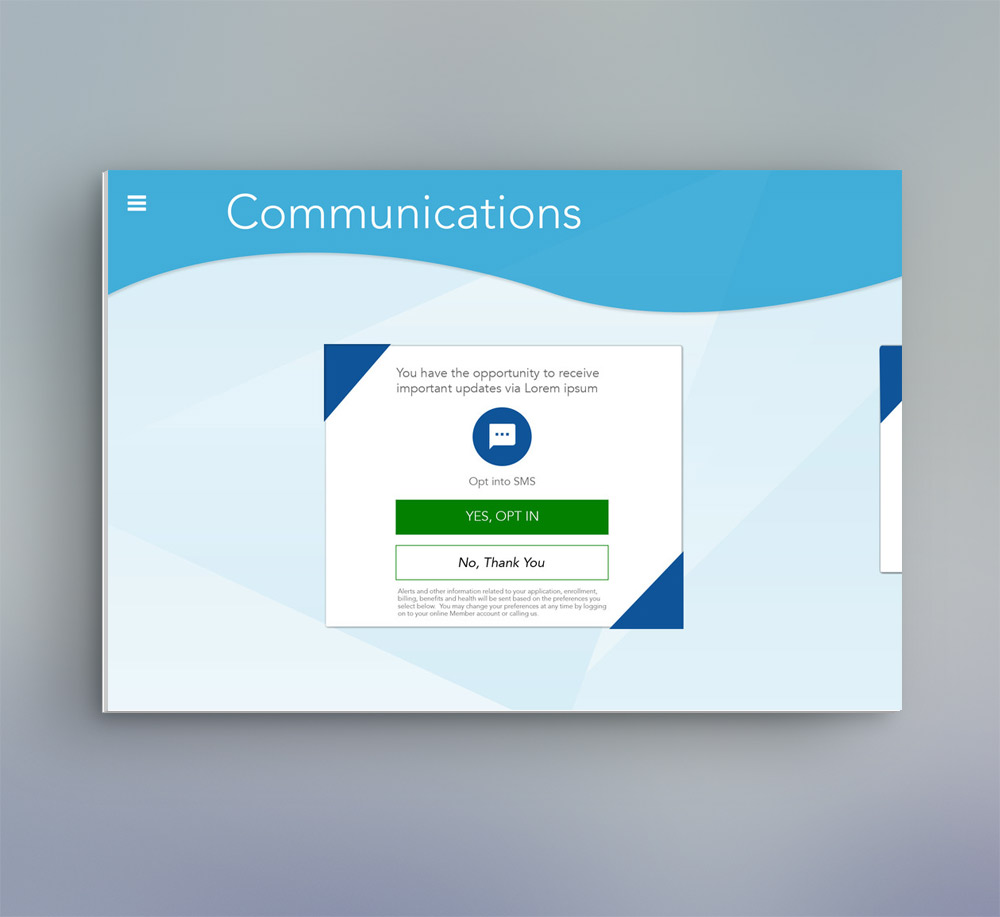 Communications
You have the opportunity to receive
important updates via Lorem ipsum
Opt into SMS
YES, OPT IN
No, Thank You
Alerts and other information related to your application, enrollment,
billing, benefits and health will be sent based on the preferences you
select below.  You may change your preferences at any time by logging
on to your online Member account or calling us.